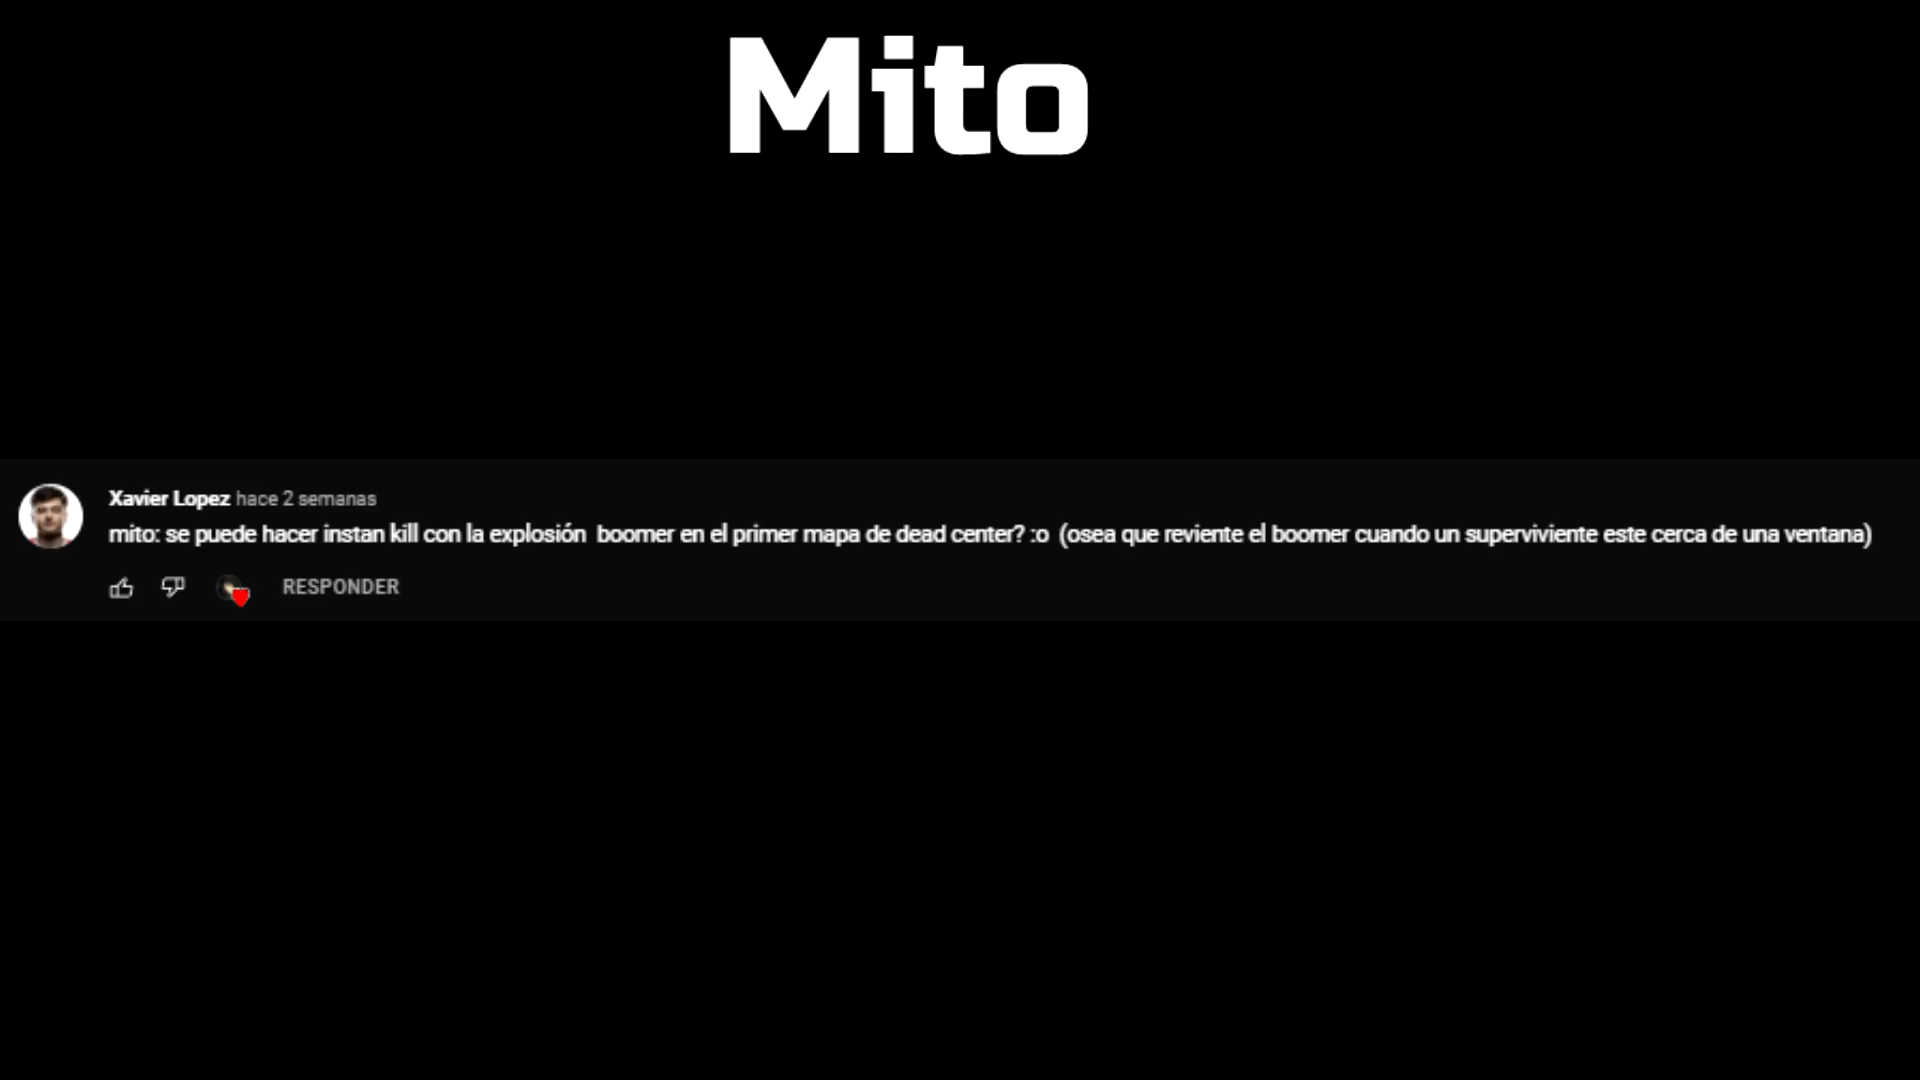 Mito
Xavier Lopez hace 2 semanas
mito: se puede hacer instan kill con la explosión boomer en el primer mapa de dead center? :o (osea que reviente el boomer cuando un superviviente este cerca de una ventana)
RESPONDER